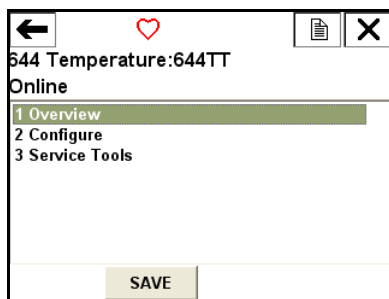 644 Temperature:644TT
Online
1 Overview
2 Configure
3 Service Tools
SAVE